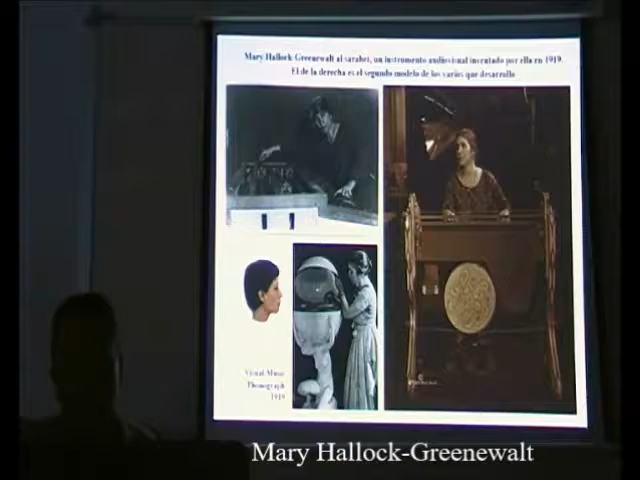 Mary Hallock-Greenewalt al sarabet, un instrumento audiovisual inventado por ella en 1919.
El de la derecha es el segundo modelo de los varios que desarrollo
Visual Music
Phonograph
1919
Mary Hallock-Greenewalt